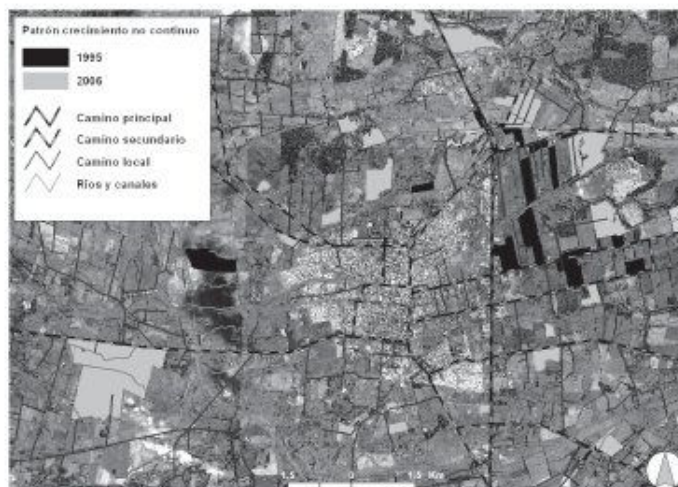 Patrón crecimiento no continuo
1995
2006
Camino principal
Camino secundario
Camino local
Ríos y canales
1.5 0 1.5 Km